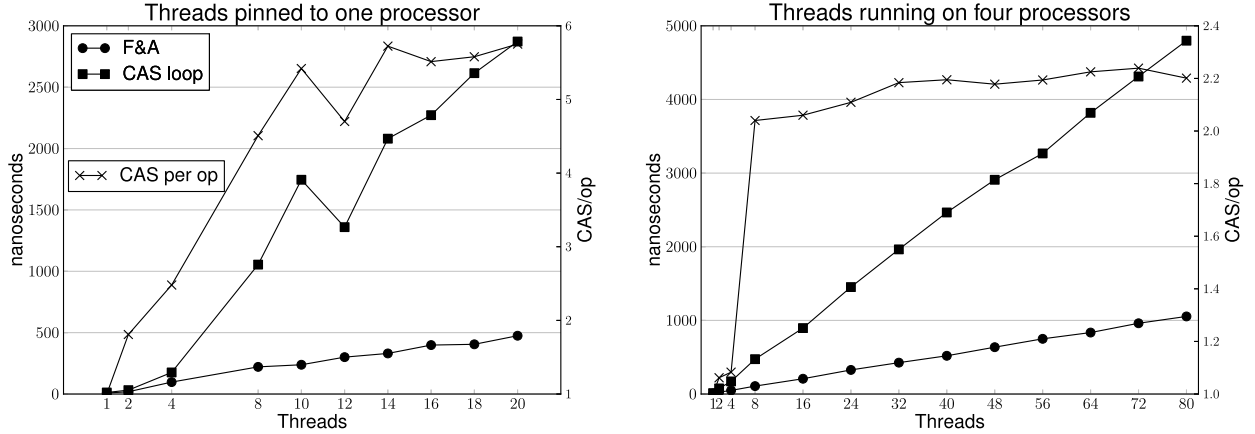 Threads pinned to one processor
3000
2500
2000
1500
1000
500
0
nanoseconds
F&A
CAS loop
CAS per op
6
5
4
3
2
1
CAS/op
1 2 4 8 10 12 14 16 18 20
Threads
Threads running on four processors
5000
4000
3000
2000
1000
0
nanoseconds
2.4
2.2
2.0
1.8
1.6
1.4
1.2
1.0
CAS/op
1 2 4 8 16 24 32 40 48 56 64 72 80
Threads